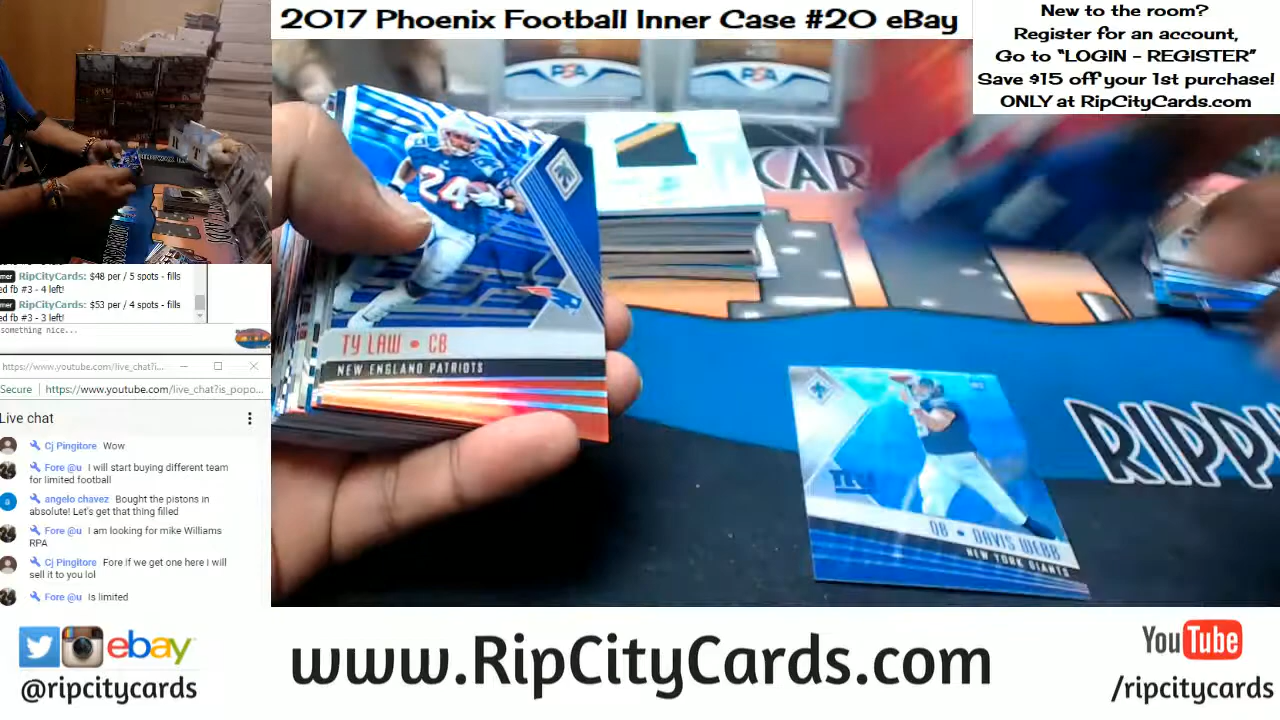 2017 Phoenix Football Inner Case #20 eBay
New to the room?
Register for an account,
Go to "LOGIN - REGISTER"
Save $15 off your 1st purchase!
ONLY at RipCityCards.com
PSA
PSA
CAR
24
TY LAW • CB
NEW ENGLAND PATRIOTS
QB • DAVIS WEBB
NEW YORK GIANTS
RIPPI
RipCityCards: $48 per / 5 spots - fills
ed fb #3 - 4 left!
RipCityCards: $53 per / 4 spots - fills
ed fb #3 - 3 left!
something nice...
https://www.youtube.com/live_chat?i...
Secure https://www.youtube.com/live_chat?is_popo...
Live chat
Cj Pingitore Wow
Fore @u I will start buying different team
for limited football
a angelo chavez Bought the pistons in
absolute! Let's get that thing filled
Fore @u I am looking for mike Williams
RPA
Cj Pingitore Fore if we get one here I will
sell it to you lol
Fore @u Is limited
ebay
@ripcitycards
www.RipCityCards.com
YouTube
/ripcitycards